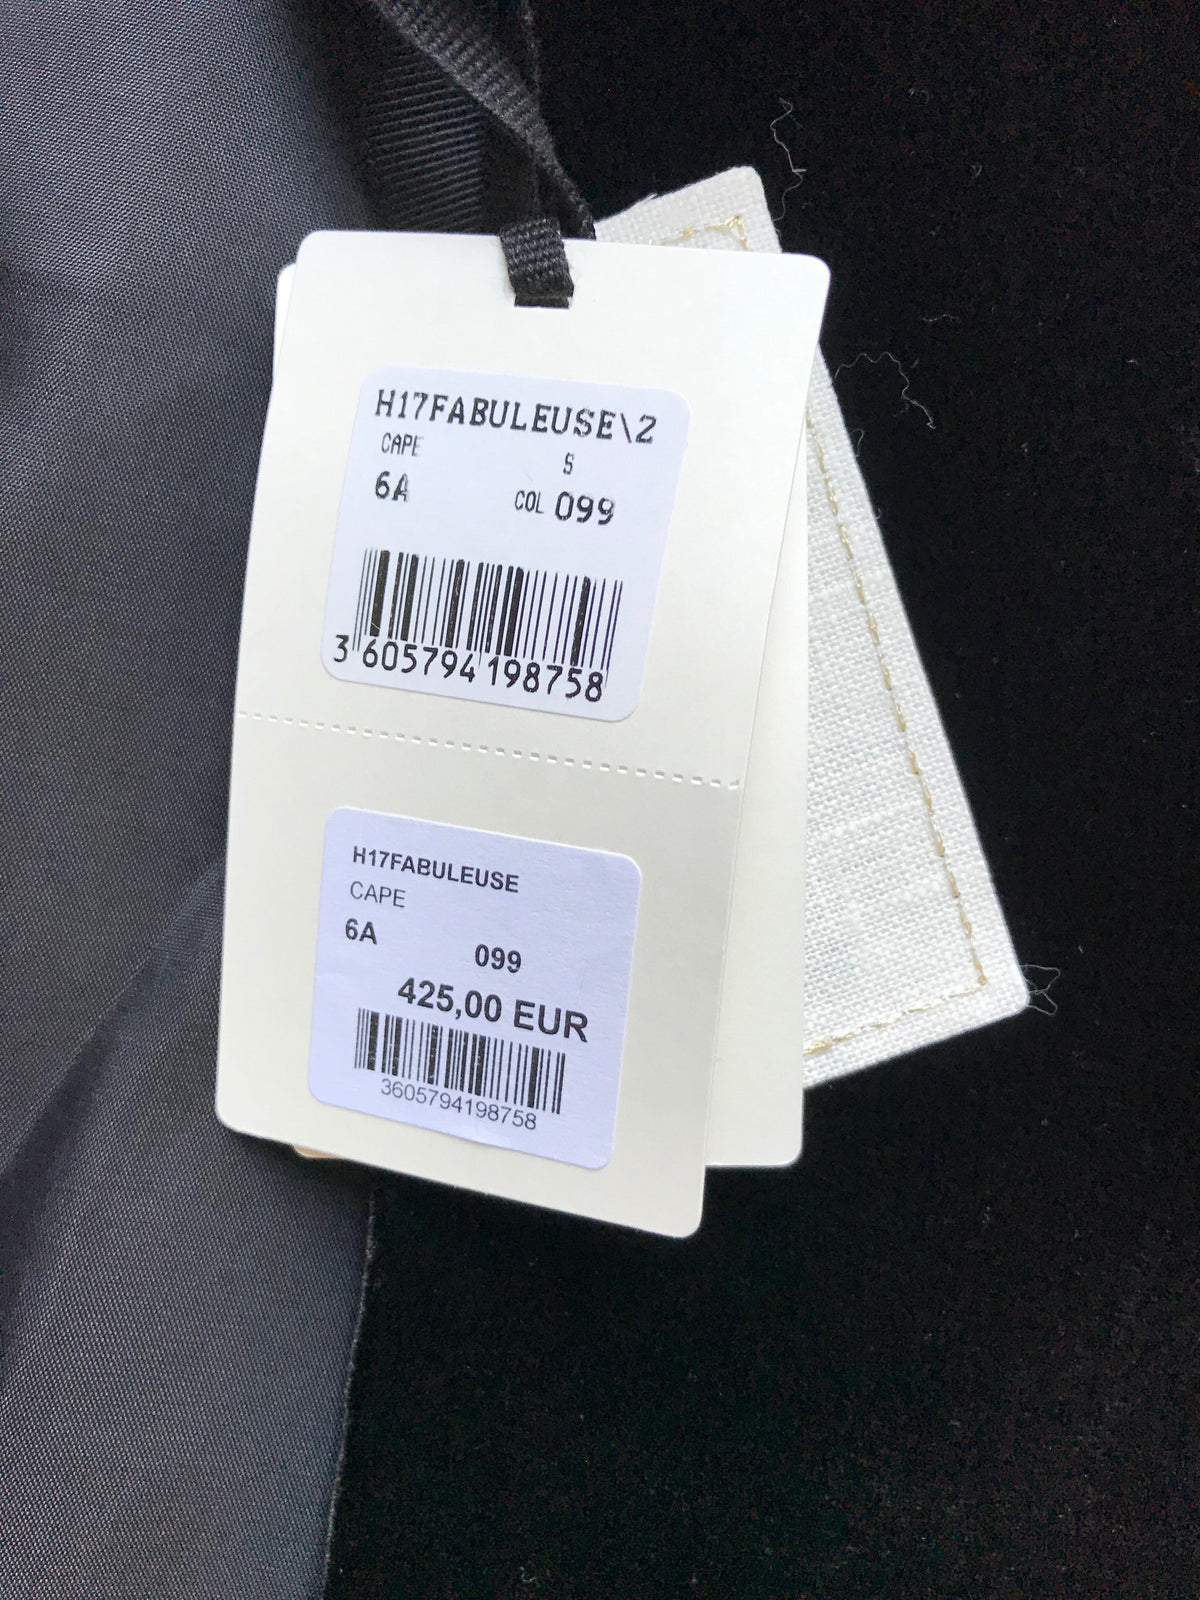 H17FABULEUSE\2
CAPE
S
6A COL 099
3 605794 198758
H17FABULEUSE
CAPE
6A 099
425,00 EUR
3605794198758